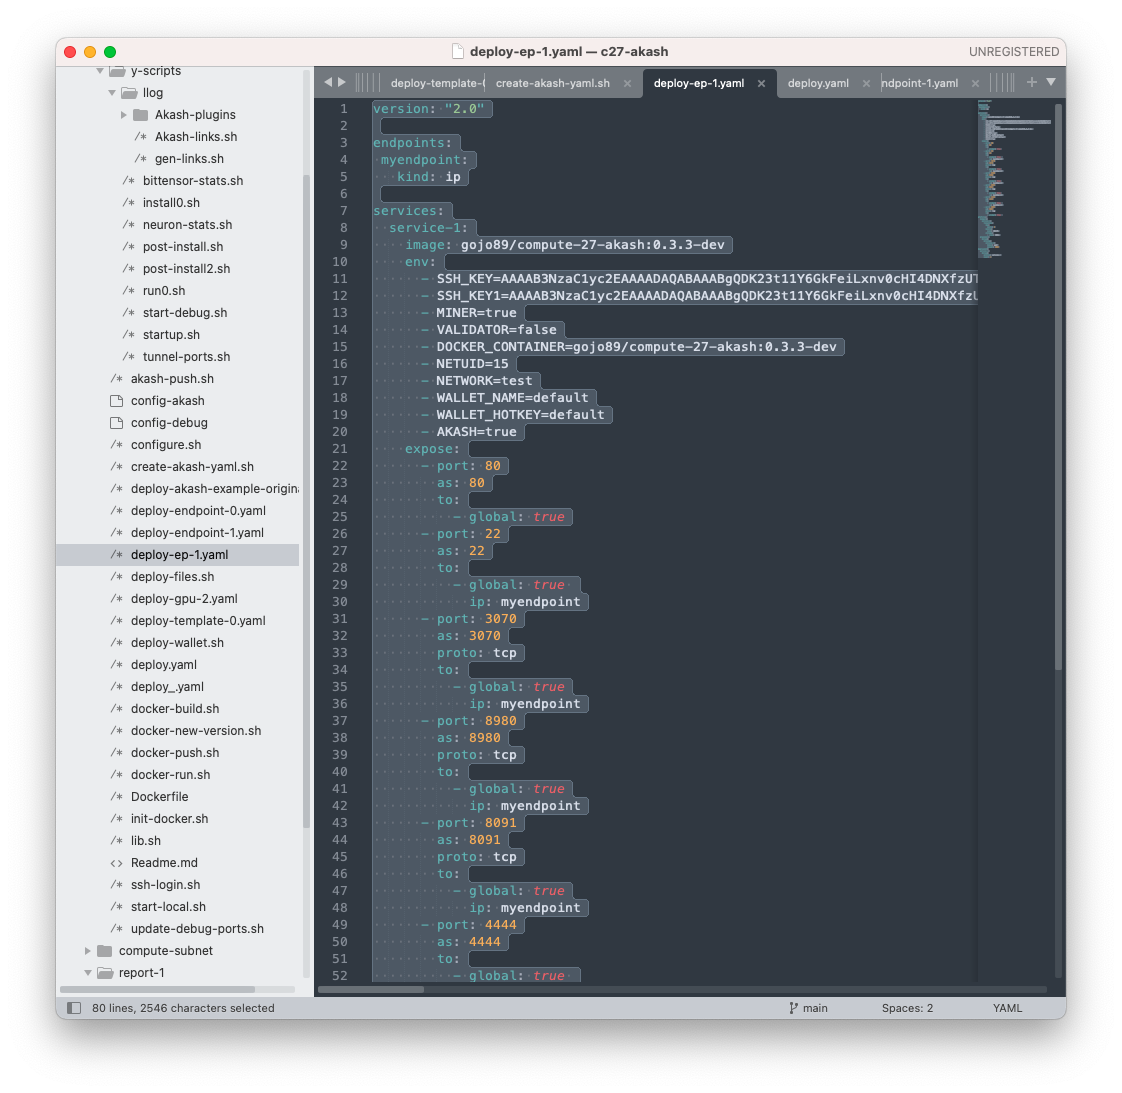 deploy-ep-1.yaml — c27-akash
UNREGISTERED
y-scripts
llog
Akash-plugins
/* Akash-links.sh
/* gen-links.sh
/* bittensor-stats.sh
/* install0.sh
/* neuron-stats.sh
/* post-install.sh
/* post-install2.sh
/* run0.sh
/* start-debug.sh
/* startup.sh
/* tunnel-ports.sh
/* akash-push.sh
config-akash
config-debug
/* configure.sh
/* create-akash-yaml.sh
/* deploy-akash-example-origin
/* deploy-endpoint-0.yaml
/* deploy-endpoint-1.yaml
/* deploy-ep-1.yaml
/* deploy-files.sh
/* deploy-gpu-2.yaml
/* deploy-template-0.yaml
/* deploy-wallet.sh
/* deploy.yaml
/* deploy_.yaml
/* docker-build.sh
/* docker-new-version.sh
/* docker-push.sh
/* docker-run.sh
/* Dockerfile
/* init-docker.sh
/* lib.sh
<> Readme.md
/* ssh-login.sh
/* start-local.sh
/* update-debug-ports.sh
compute-subnet
report-1
deploy-template-
create-akash-yaml.sh ×
deploy-ep-1.yaml ×
deploy.yaml ×
ndpoint-1.yaml ×
1 version: "2.0"
2
3 endpoints:
4 myendpoint:
5 kind: ip
6
7 services:
8 service-1:
9 image: gojo89/compute-27-akash:0.3.3-dev
10 env:
11 - SSH_KEY=AAAAB3NzaC1yc2EAAAADAQABAAABgQDK23t11Y6GkFeiLxnv0cHI4DNXfzUT
12 - SSH_KEY1=AAAAB3NzaC1yc2EAAAADAQABAAABgQDK23t11Y6GkFeiLxnv0cHI4DNXfzU
13 - MINER=true
14 - VALIDATOR=false
15 - DOCKER_CONTAINER=gojo89/compute-27-akash:0.3.3-dev
16 - NETUID=15
17 - NETWORK=test
18 - WALLET_NAME=default
19 - WALLET_HOTKEY=default
20 - AKASH=true
21 expose:
22 - port: 80
23 as: 80
24 to:
25 - global: true
26 - port: 22
27 as: 22
28 to:
29 - global: true
30 ip: myendpoint
31 - port: 3070
32 as: 3070
33 proto: tcp
34 to:
35 - global: true
36 ip: myendpoint
37 - port: 8980
38 as: 8980
39 proto: tcp
40 to:
41 - global: true
42 ip: myendpoint
43 - port: 8091
44 as: 8091
45 proto: tcp
46 to:
47 - global: true
48 ip: myendpoint
49 - port: 4444
50 as: 4444
51 to:
52 - global: true
80 lines, 2546 characters selected
main
Spaces: 2
YAML